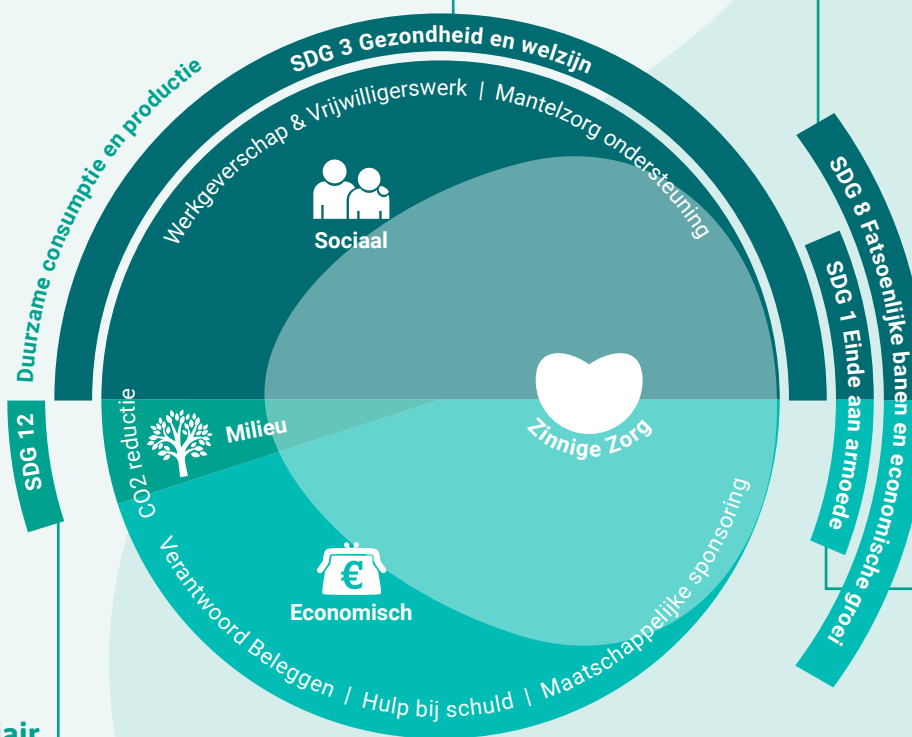 SDG 3 Gezondheid en welzijn
Duurzame consumptie en productie
SDG 12
Werkgeverschap & Vrijwilligerswerk | Mantelzorg ondersteuning
Sociaal
SDG 8 Fatsoenlijke banen en economische groei
SDG 1 Einde aan armoede
CO2 reductie
Milieu
Zinnige Zorg
€
Economisch
Verantwoord Beleggen | Hulp bij schuld | Maatschappelijke sponsoring